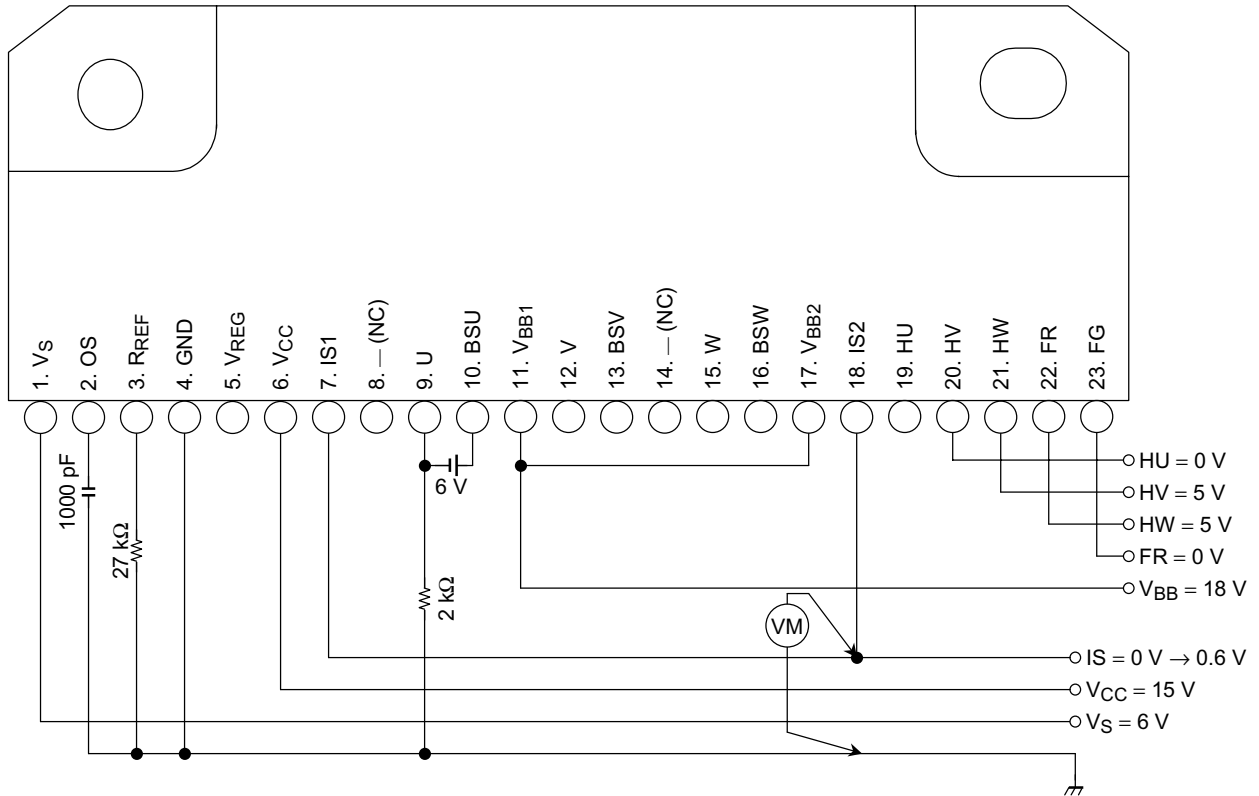 1. VS
2. OS
3. RREF
4. GND
5. VREG
6. VCC
7. IS1
8. — (NC)
9. U
10. BSU
11. VBB1
12. V
13. BSV
14. — (NC)
15. W
16. BSW
17. VBB2
18. IS2
19. HU
20. HV
21. HW
22. FR
23. FG
1000 pF
27 kΩ
6 V
2 kΩ
VM
HU = 0 V
HV = 5 V
HW = 5 V
FR = 0 V
VBB = 18 V
IS = 0 V → 0.6 V
VCC = 15 V
VS = 6 V